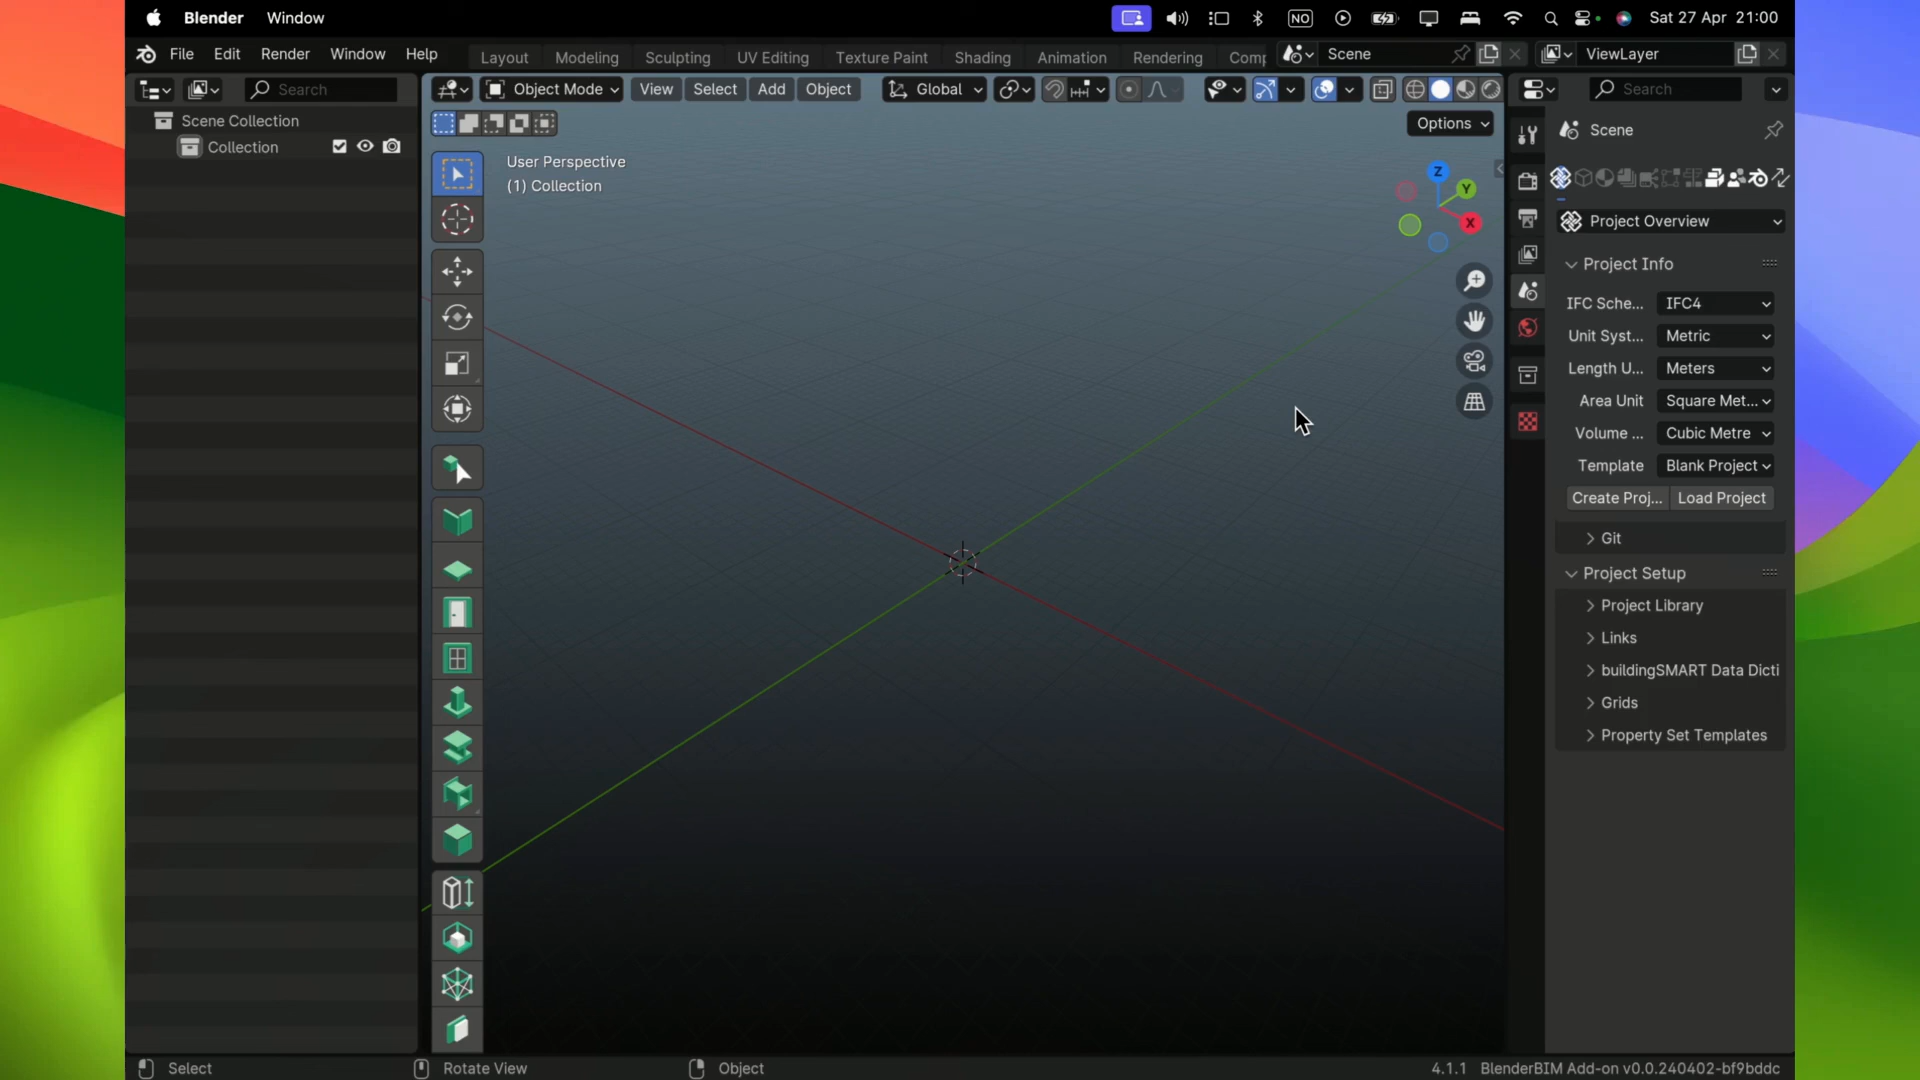 Blender Window NO Sat 27 Apr 21:00
File Edit Render Window Help Layout Modeling Sculpting UV Editing Texture Paint Shading Animation Rendering Comp Scene ViewLayer
Search Object Mode View Select Add Object Global Search
Options
Scene Collection
Collection
User Perspective
(1) Collection
Z
Y
X
Scene
Project Overview
Project Info
IFC Sche... IFC4
Unit Syst... Metric
Length U... Meters
Area Unit Square Met...
Volume ... Cubic Metre
Template Blank Project
Create Proj... Load Project
Git
Project Setup
Project Library
Links
buildingSMART Data Dicti
Grids
Property Set Templates
Select Rotate View Object 4.1.1 BlenderBIM Add-on v0.0.240402-bf9bddc